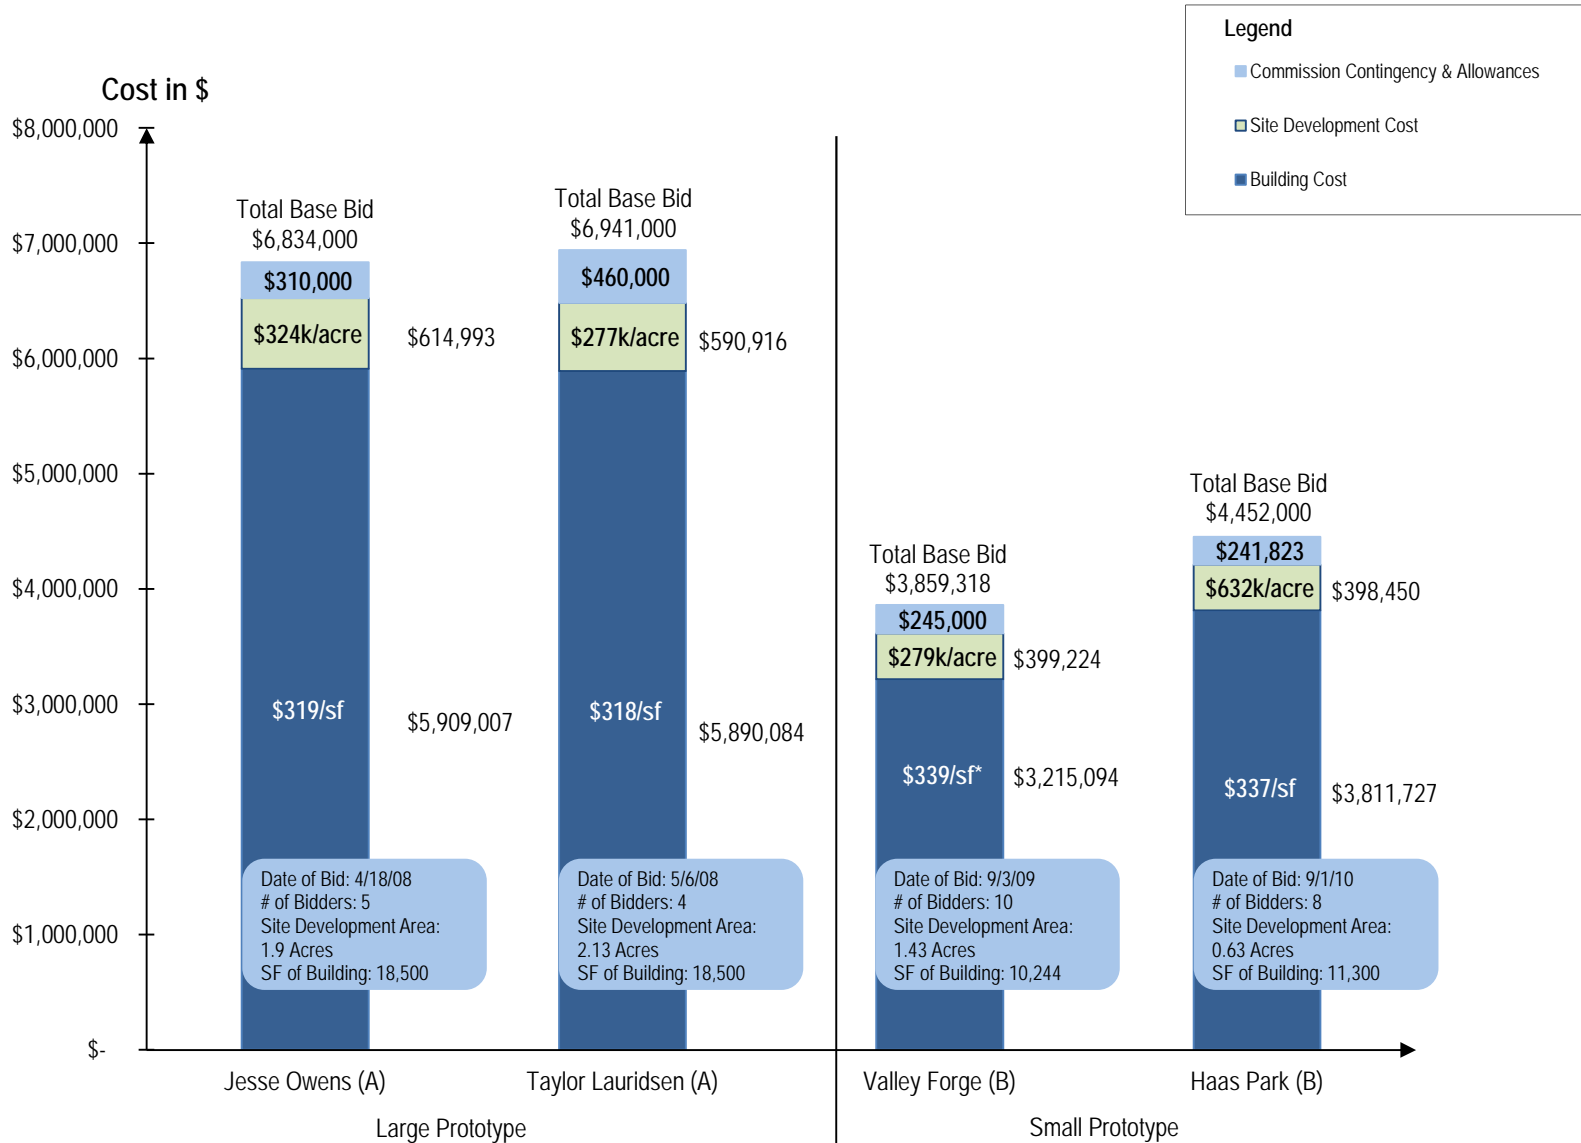 Legend
Commission Contingency & Allowances
Site Development Cost
Building Cost
Cost in $
$8,000,000
$7,000,000
$6,000,000
$5,000,000
$4,000,000
$3,000,000
$2,000,000
$1,000,000
$-
Total Base Bid
$6,834,000
$310,000
$324k/acre
$614,993
$319/sf
$5,909,007
Date of Bid: 4/18/08
# of Bidders: 5
Site Development Area:
1.9 Acres
SF of Building: 18,500
Total Base Bid
$6,941,000
$460,000
$277k/acre
$590,916
$318/sf
$5,890,084
Date of Bid: 5/6/08
# of Bidders: 4
Site Development Area:
2.13 Acres
SF of Building: 18,500
Total Base Bid
$3,859,318
$245,000
$279k/acre
$399,224
$339/sf*
$3,215,094
Date of Bid: 9/3/09
# of Bidders: 10
Site Development Area:
1.43 Acres
SF of Building: 10,244
Total Base Bid
$4,452,000
$241,823
$632k/acre
$398,450
$337/sf
$3,811,727
Date of Bid: 9/1/10
# of Bidders: 8
Site Development Area:
0.63 Acres
SF of Building: 11,300
Jesse Owens (A)
Taylor Lauridsen (A)
Valley Forge (B)
Haas Park (B)
Large Prototype
Small Prototype